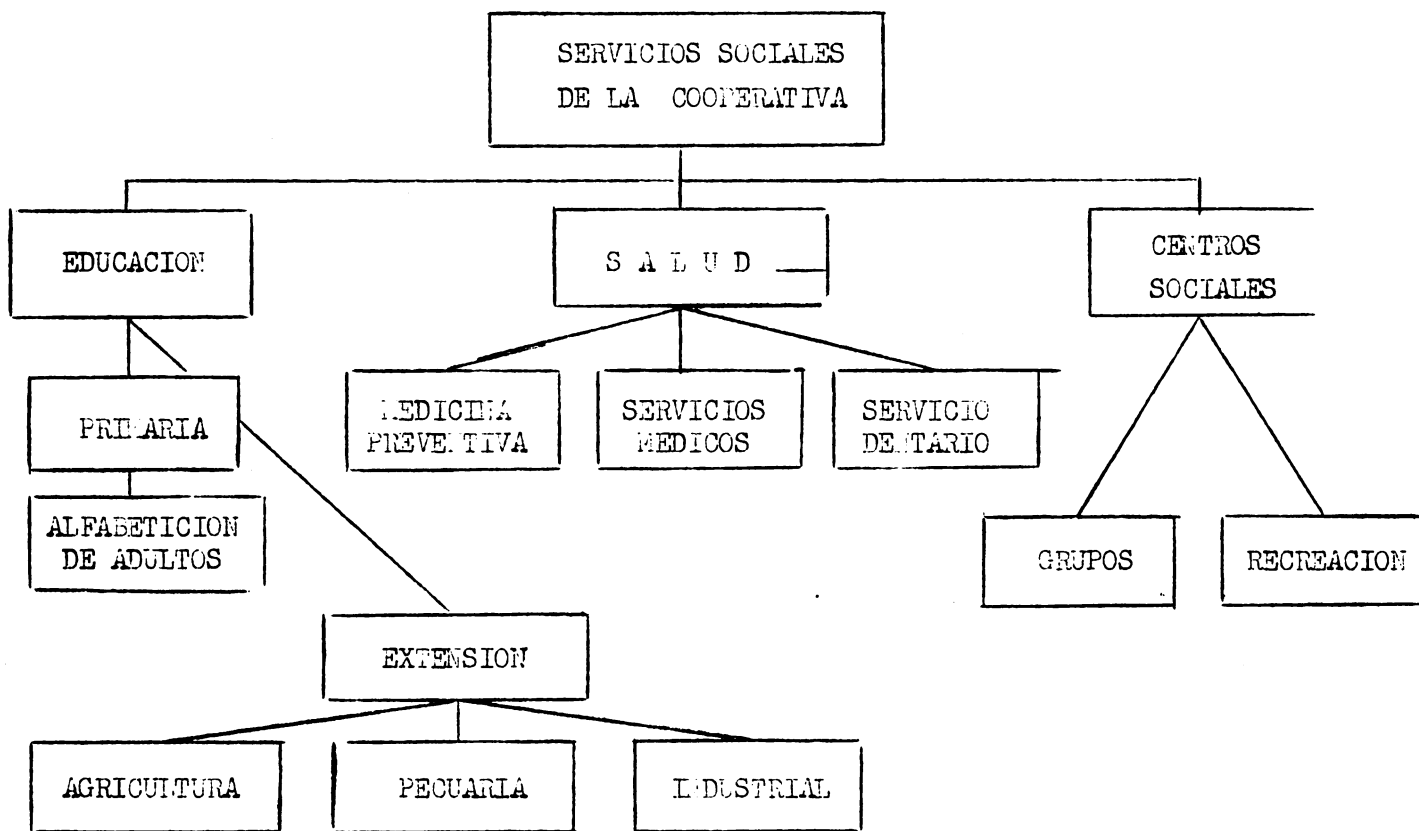 SERVICIOS SOCIALES
DE LA COOPERATIVA
EDUCACION
S A L U D
CENTROS
SOCIALES
PRIMARIA
MEDICINA
PREVENTIVA
SERVICIOS
MEDICOS
SERVICIO
DENTARIO
ALFABETICION
DE ADULTOS
GRUPOS
RECREACION
EXTENSION
AGRICULTURA
PECUARIA
INDUSTRIAL